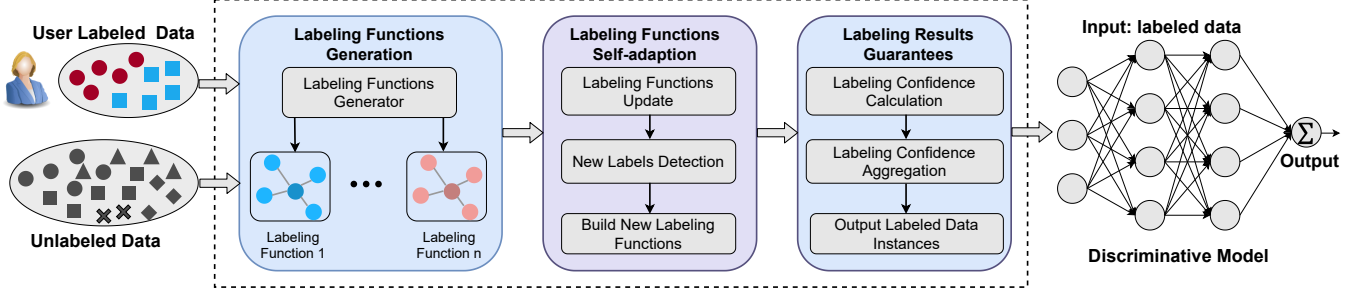 User Labeled Data
Unlabeled Data
Labeling Functions
Generation
Labeling Functions
Generator
Labeling
Function 1
Labeling
Function n
Labeling Functions
Self-adaption
Labeling Functions
Update
New Labels Detection
Build New Labeling
Functions
Labeling Results
Guarantees
Labeling Confidence
Calculation
Labeling Confidence
Aggregation
Output Labeled Data
Instances
Input: labeled data
Σ
Output
Discriminative Model